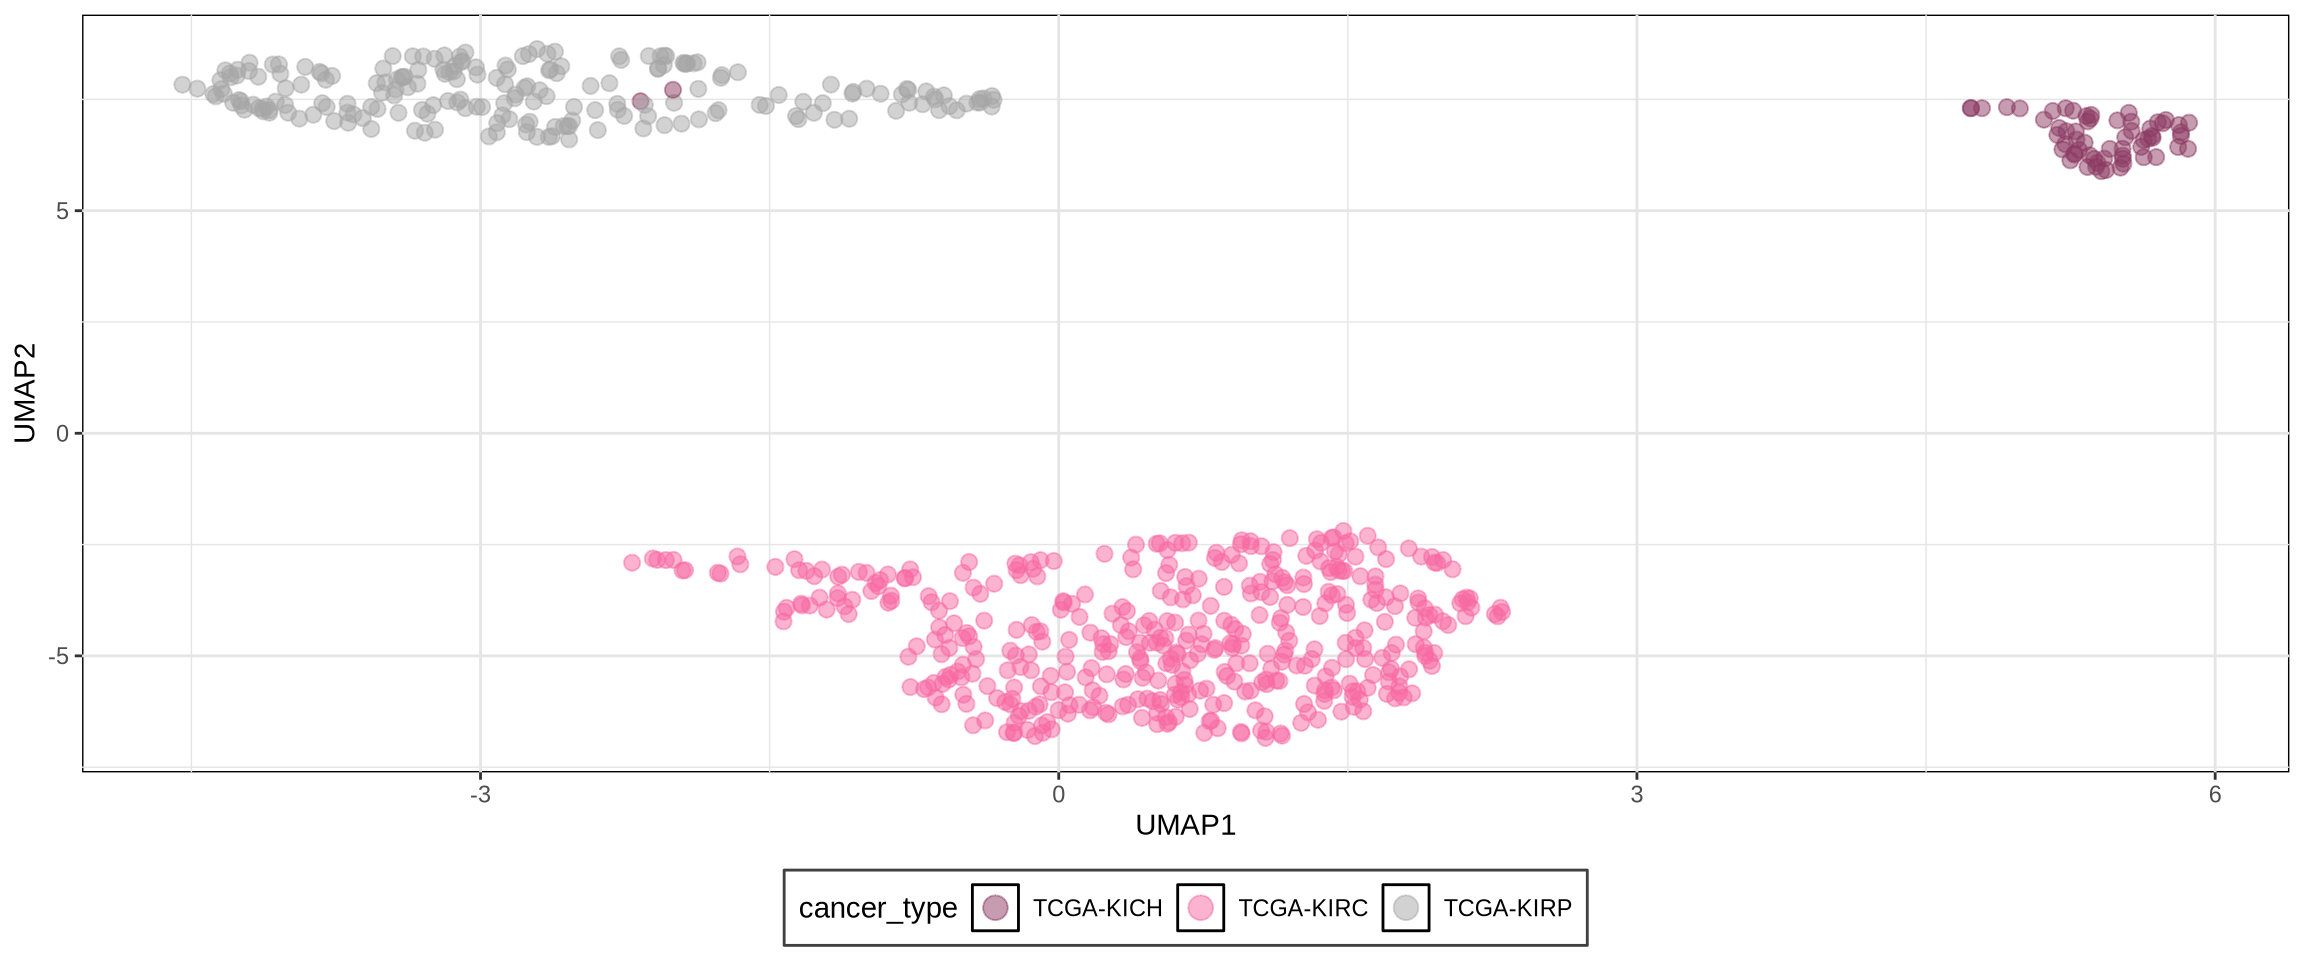 UMAP2
5
0
-5
-3 0 3 6
UMAP1
cancer_type TCGA-KICH TCGA-KIRC TCGA-KIRP